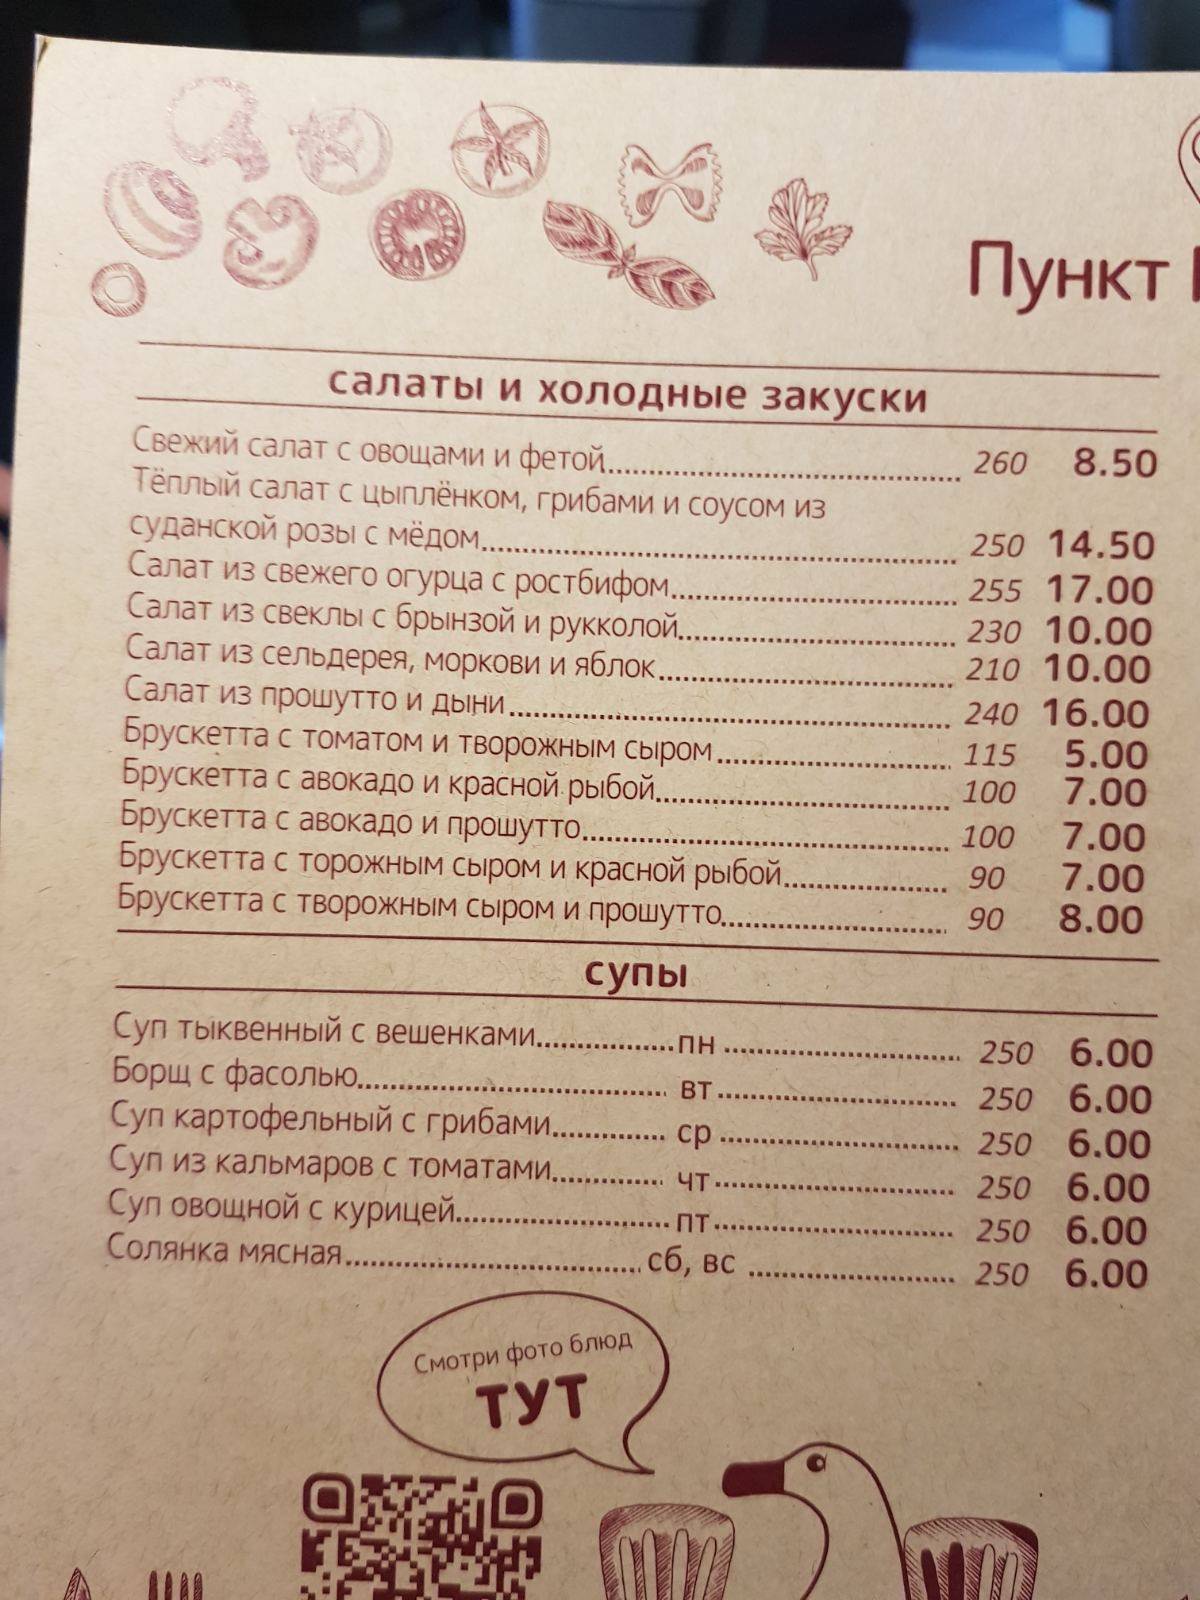 Пункт
салаты и холодные закуски
Свежий салат с овощами и фетой 260 8.50
Тёплый салат с цыплёнком, грибами и соусом из
суданской розы с мёдом 250 14.50
Салат из свежего огурца с ростбифом 255 17.00
Салат из свеклы с брынзой и рукколой 230 10.00
Салат из сельдерея, моркови и яблок 210 10.00
Салат из прошутто и дыни 240 16.00
Брускетта с томатом и творожным сыром 115 5.00
Брускетта с авокадо и красной рыбой 100 7.00
Брускетта с авокадо и прошутто 100 7.00
Брускетта с торожным сыром и красной рыбой 90 7.00
Брускетта с творожным сыром и прошутто 90 8.00
супы
Суп тыквенный с вешенками пн 250 6.00
Борщ с фасолью вт 250 6.00
Суп картофельный с грибами ср 250 6.00
Суп из кальмаров с томатами чт 250 6.00
Суп овощной с курицей пт 250 6.00
Солянка мясная сб, вс 250 6.00
Смотри фото блюд
ТУТ